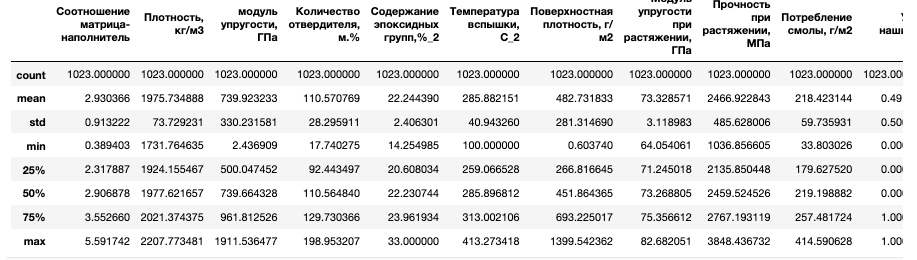 Соотношение матрица-наполнитель Плотность, кг/м3 модуль упругости, ГПа Количество отвердителя, м.% Содержание эпоксидных групп,%_2 Температура вспышки, С_2 Поверхностная плотность, г/м2 Модуль упругости при растяжении, ГПа Прочность при растяжении, МПа Потребление смолы, г/м2
count 1023.000000 1023.000000 1023.000000 1023.000000 1023.000000 1023.000000 1023.000000 1023.000000 1023.000000 1023.000000
mean 2.930366 1975.734888 739.923233 110.570769 22.244390 285.882151 482.731833 73.328571 2466.922843 218.423144
std 0.913222 73.729231 330.231581 28.295911 2.406301 40.943260 281.314690 3.118983 485.628006 59.735931
min 0.389403 1731.764635 2.436909 17.740275 14.254985 100.000000 0.603740 64.054061 1036.856605 33.803026
25% 2.317887 1924.155467 500.047452 92.443497 20.608034 259.066528 266.816645 71.245018 2135.850448 179.627520
50% 2.906878 1977.621657 739.664328 110.564840 22.230744 285.896812 451.864365 73.268805 2459.524526 219.198882
75% 3.552660 2021.374375 961.812526 129.730366 23.961934 313.002106 693.225017 75.356612 2767.193119 257.481724
max 5.591742 2207.773481 1911.536477 198.953207 33.000000 413.273418 1399.542362 82.682051 3848.436732 414.590628